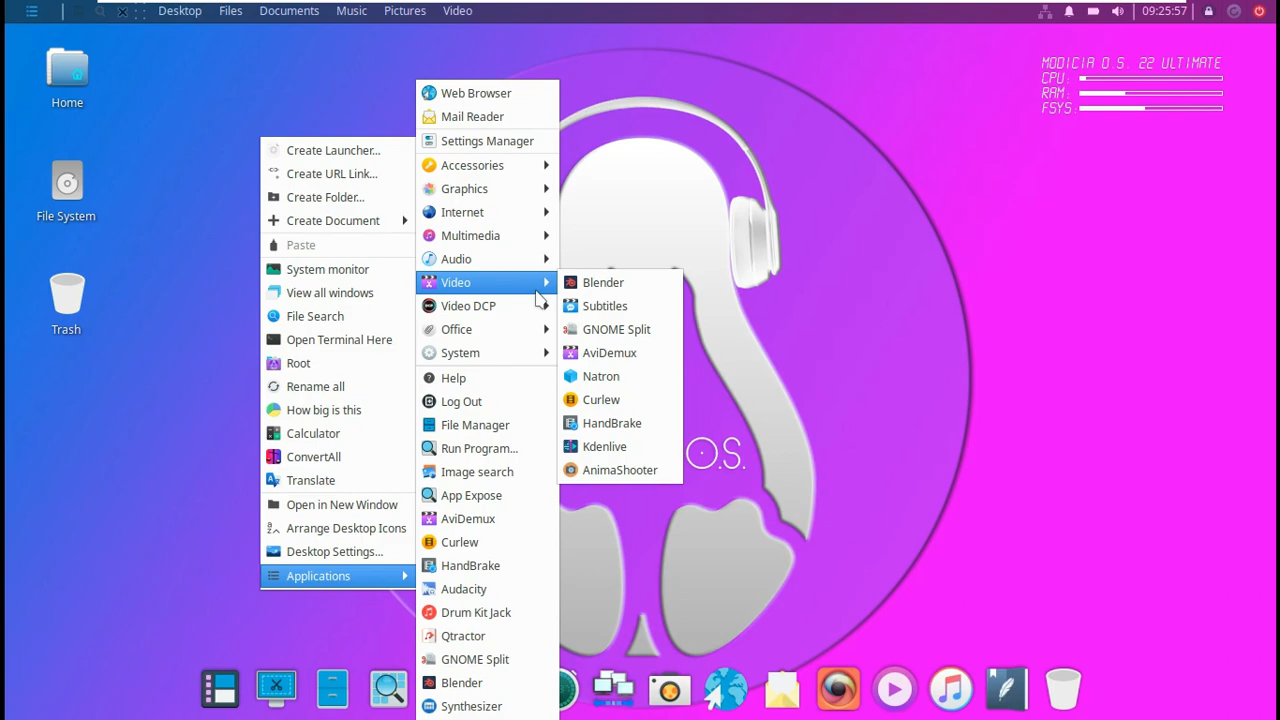 Desktop Files Documents Music Pictures Video
09:25:57
MODICIA O.S. 22 ULTIMATE
CPU:
RAM:
FSYS:
Home
File System
Trash
Create Launcher...
Create URL Link...
Create Folder...
Create Document
Paste
System monitor
View all windows
File Search
Open Terminal Here
Root
Rename all
How big is this
Calculator
ConvertAll
Translate
Open in New Window
Arrange Desktop Icons
Desktop Settings...
Applications
Web Browser
Mail Reader
Settings Manager
Accessories
Graphics
Internet
Multimedia
Audio
Video
Video DCP
Office
System
Help
Log Out
File Manager
Run Program...
Image search
App Expose
AviDemux
Curlew
HandBrake
Audacity
Drum Kit Jack
Qtractor
GNOME Split
Blender
Synthesizer
Blender
Subtitles
GNOME Split
AviDemux
Natron
Curlew
HandBrake
Kdenlive
AnimaShooter
O.S.